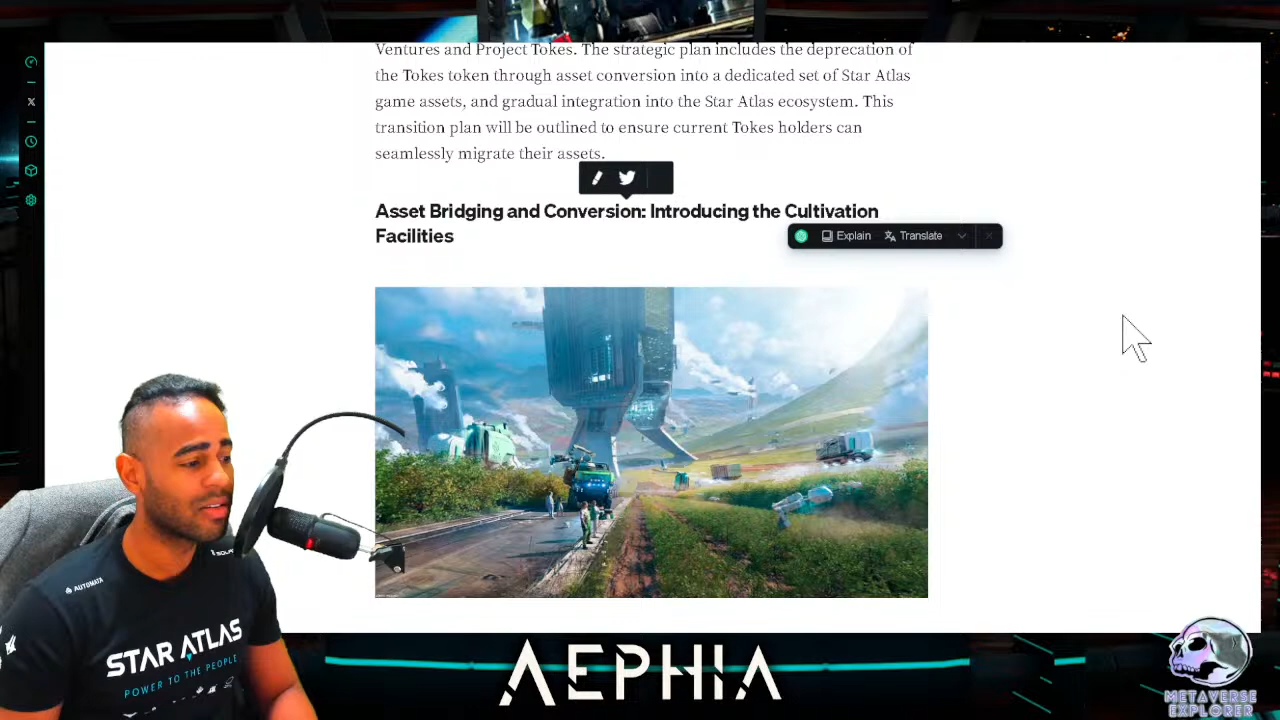 Ventures and Project Tokes. The strategic plan includes the deprecation of
the Tokes token through asset conversion into a dedicated set of Star Atlas
game assets, and gradual integration into the Star Atlas ecosystem. This
transition plan will be outlined to ensure current Tokes holders can
seamlessly migrate their assets.
Asset Bridging and Conversion: Introducing the Cultivation
Facilities
Explain Translate
AUTOMATA
STAR ATLAS
POWER TO THE PEOPLE
AEPHIA
METAVERSE
EXPLORER